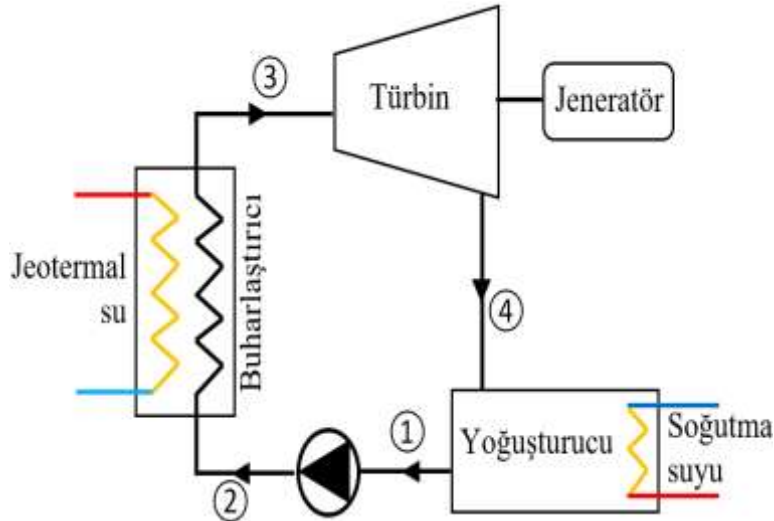 ③
Türbin
Jeneratör
Jeotermal
su
Buharlaştırıcı
④
①
Yoğuşturucu
Soğutma
suyu
②